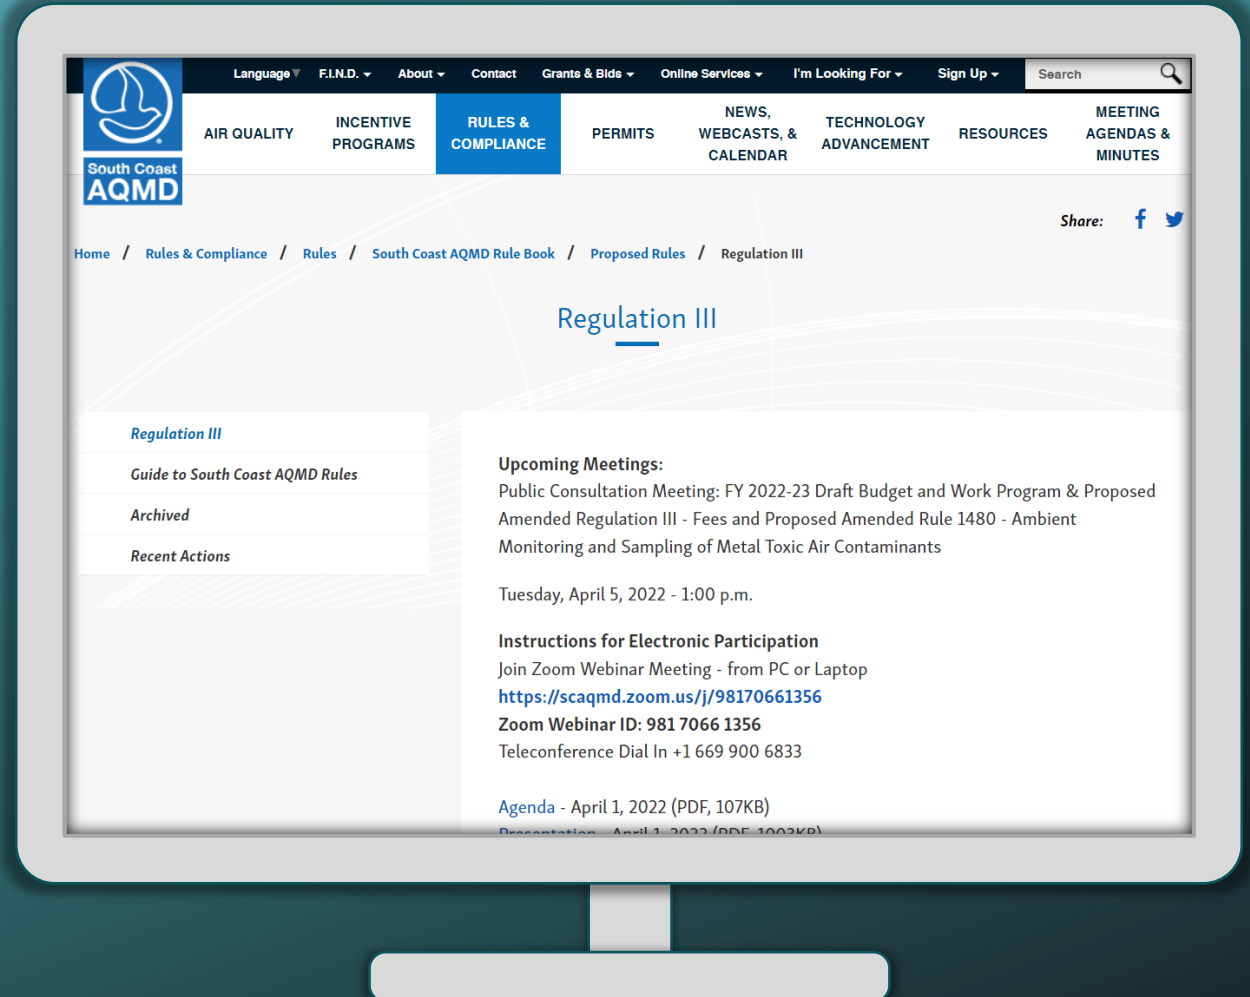 Language▼ F.I.N.D. About Contact Grants & Bids Online Services I'm Looking For Sign Up Search
South Coast
AQMD
AIR QUALITY
INCENTIVE
PROGRAMS
RULES &
COMPLIANCE
PERMITS
NEWS,
WEBCASTS, &
CALENDAR
TECHNOLOGY
ADVANCEMENT
RESOURCES
MEETING
AGENDAS &
MINUTES
Share:
Home / Rules & Compliance / Rules / South Coast AQMD Rule Book / Proposed Rules / Regulation III
Regulation III
Regulation III
Guide to South Coast AQMD Rules
Archived
Recent Actions
Upcoming Meetings:
Public Consultation Meeting: FY 2022-23 Draft Budget and Work Program & Proposed
Amended Regulation III - Fees and Proposed Amended Rule 1480 - Ambient
Monitoring and Sampling of Metal Toxic Air Contaminants
Tuesday, April 5, 2022 - 1:00 p.m.
Instructions for Electronic Participation
Join Zoom Webinar Meeting - from PC or Laptop
https://scaqmd.zoom.us/j/98170661356
Zoom Webinar ID: 981 7066 1356
Teleconference Dial In +1 669 900 6833
Agenda - April 1, 2022 (PDF, 107KB)
Presentation - April 1, 2022 (PDF, 1003KB)